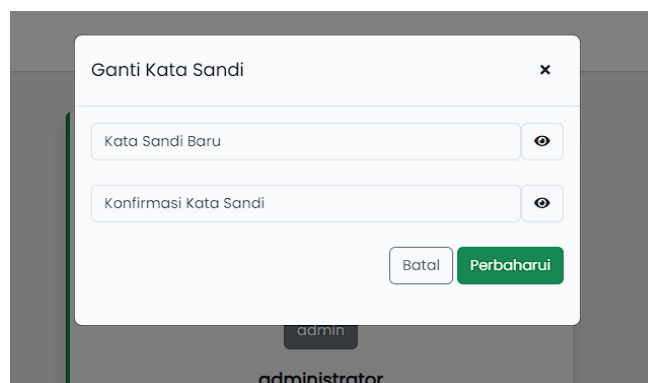 Ganti Kata Sandi
Kata Sandi Baru
Konfirmasi Kata Sandi
Batal Perbaharui
admin
administrator